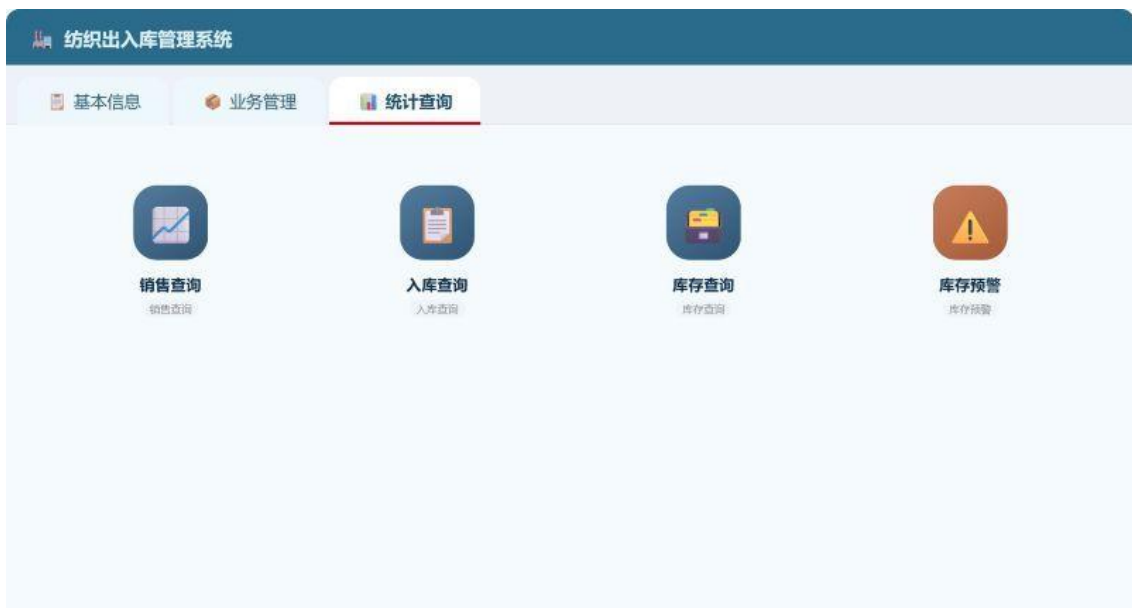 纺织出入库管理系统
基本信息 业务管理 统计查询
销售查询 入库查询 库存查询 库存预警
销售查询 入库查询 库存查询 库存预警